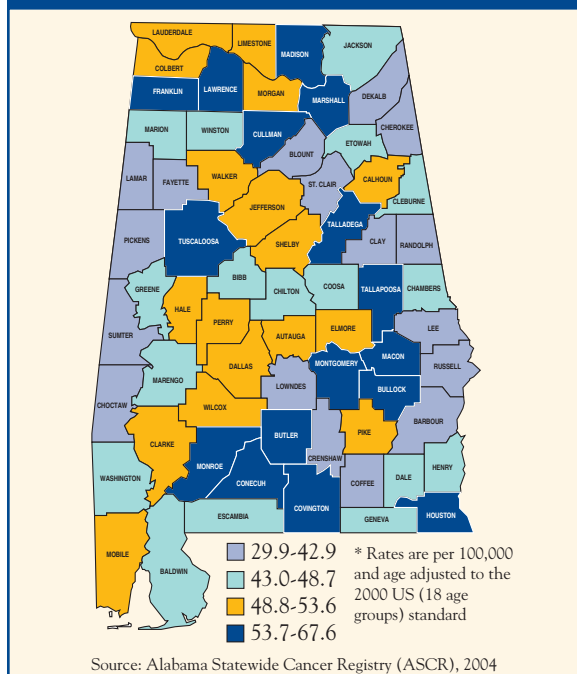 LAUDERDALE
LIMESTONE
MADISON
JACKSON
COLBERT
FRANKLIN
LAWRENCE
MORGAN
MARSHALL
DEKALB
CHEROKEE
MARION
WINSTON
CULLMAN
BLOUNT
ETOWAH
LAMAR
FAYETTE
WALKER
ST. CLAIR
CALHOUN
CLEBURNE
JEFFERSON
PICKENS
TUSCALOOSA
SHELBY
TALLADEGA
CLAY
RANDOLPH
GREENE
BIBB
CHILTON
COOSA
TALLAPOOSA
CHAMBERS
HALE
PERRY
AUTAUGA
ELMORE
LEE
SUMTER
MARENGO
DALLAS
MONTGOMERY
MACON
RUSSELL
LOWNDES
BULLOCK
CHOCTAW
WILCOX
BARBOUR
CLARKE
BUTLER
PIKE
CRENSHAW
MONROE
HENRY
WASHINGTON
CONECUH
COFFEE
DALE
COVINGTON
HOUSTON
ESCAMBIA
GENEVA
MOBILE
BALDWIN
29.9-42.9
43.0-48.7
48.8-53.6
53.7-67.6
* Rates are per 100,000
and age adjusted to the
2000 US (18 age
groups) standard
Source: Alabama Statewide Cancer Registry (ASCR), 2004